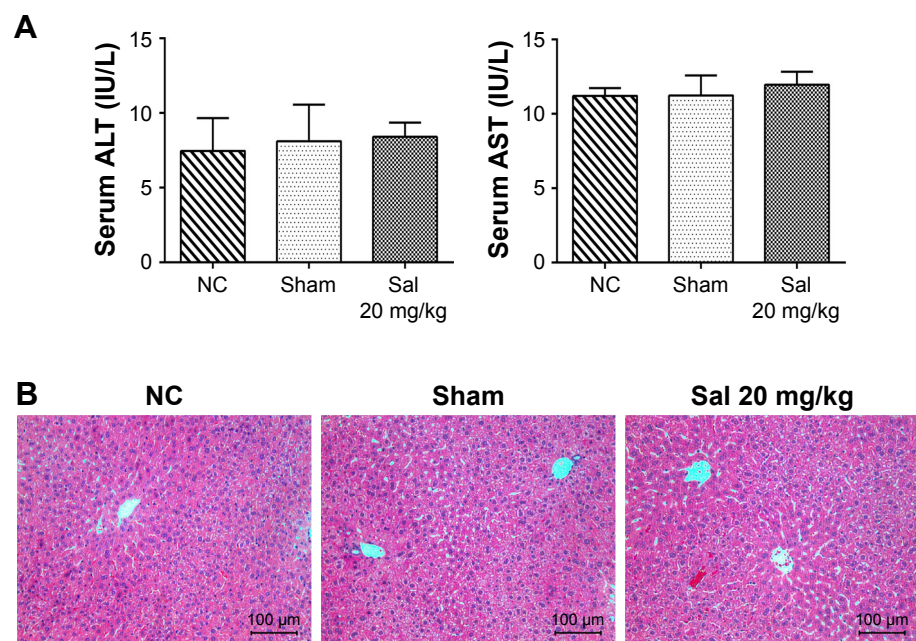 A
Serum ALT (IU/L)
15
10
5
0
NC
Sham
Sal
20 mg/kg
Serum AST (IU/L)
15
10
5
0
NC
Sham
Sal
20 mg/kg
B
NC
Sham
Sal 20 mg/kg
100 µm
100 µm
100 µm